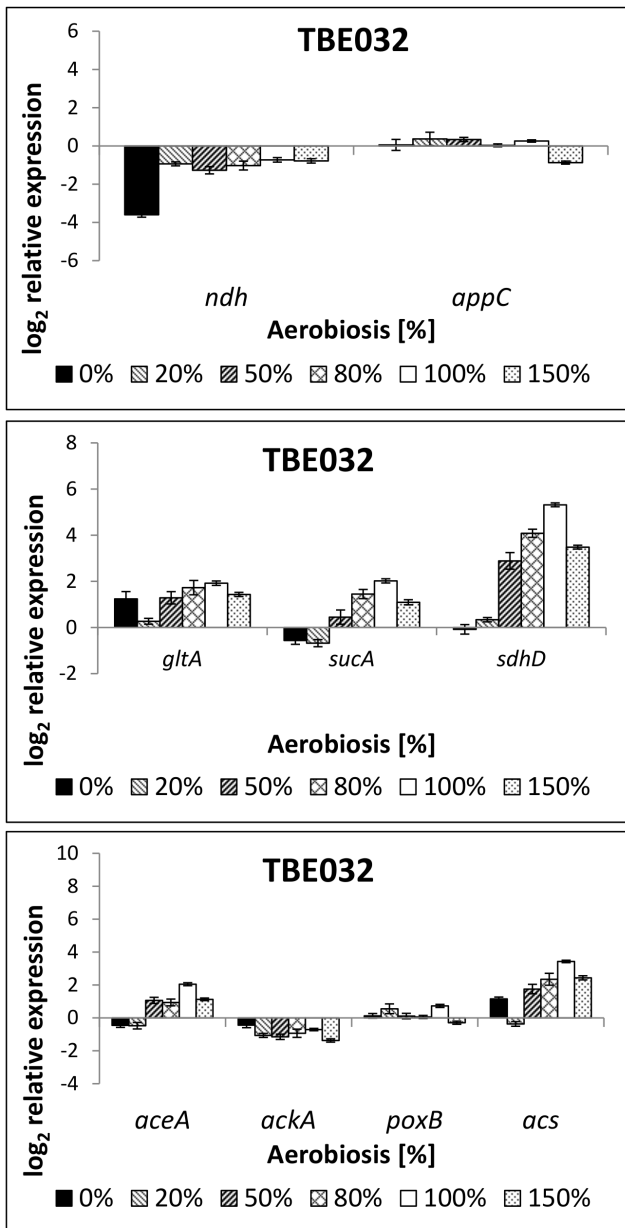 TBE032
6
4
2
0
-2
-4
-6
log₂ relative expression
ndh appC
Aerobiosis [%]
0% 20% 50% 80% 100% 150%
TBE032
8
6
4
2
0
-2
log₂ relative expression
gltA sucA sdhD
Aerobiosis [%]
0% 20% 50% 80% 100% 150%
TBE032
10
8
6
4
2
0
-2
-4
log₂ relative expression
aceA ackA poxB acs
Aerobiosis [%]
0% 20% 50% 80% 100% 150%